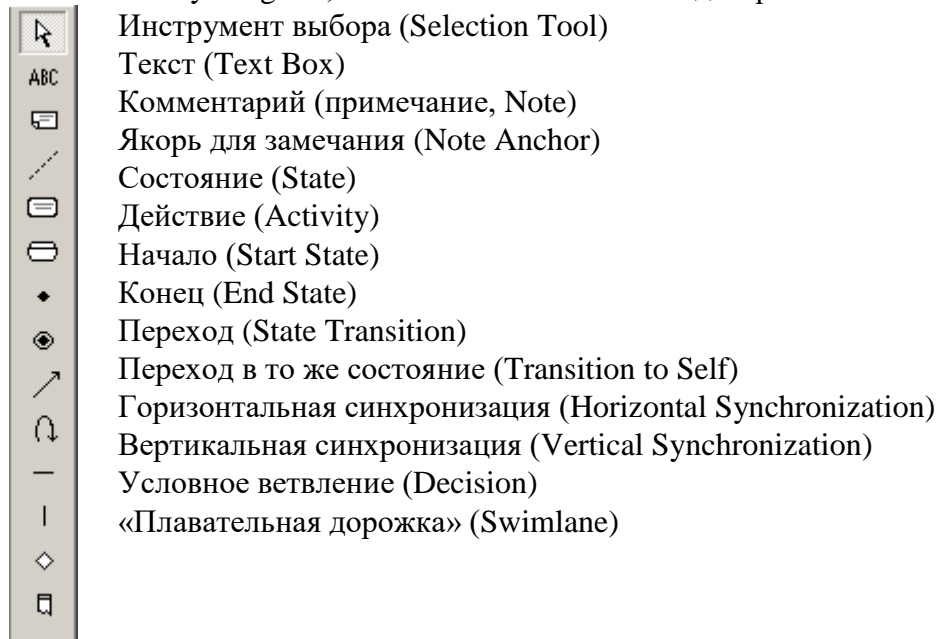 Инструмент выбора (Selection Tool)
ABC
Текст (Text Box)
Комментарий (примечание, Note)
Якорь для замечания (Note Anchor)
Состояние (State)
Действие (Activity)
Начало (Start State)
Конец (End State)
Переход (State Transition)
Переход в то же состояние (Transition to Self)
Горизонтальная синхронизация (Horizontal Synchronization)
Вертикальная синхронизация (Vertical Synchronization)
Условное ветвление (Decision)
«Плавательная дорожка» (Swimlane)